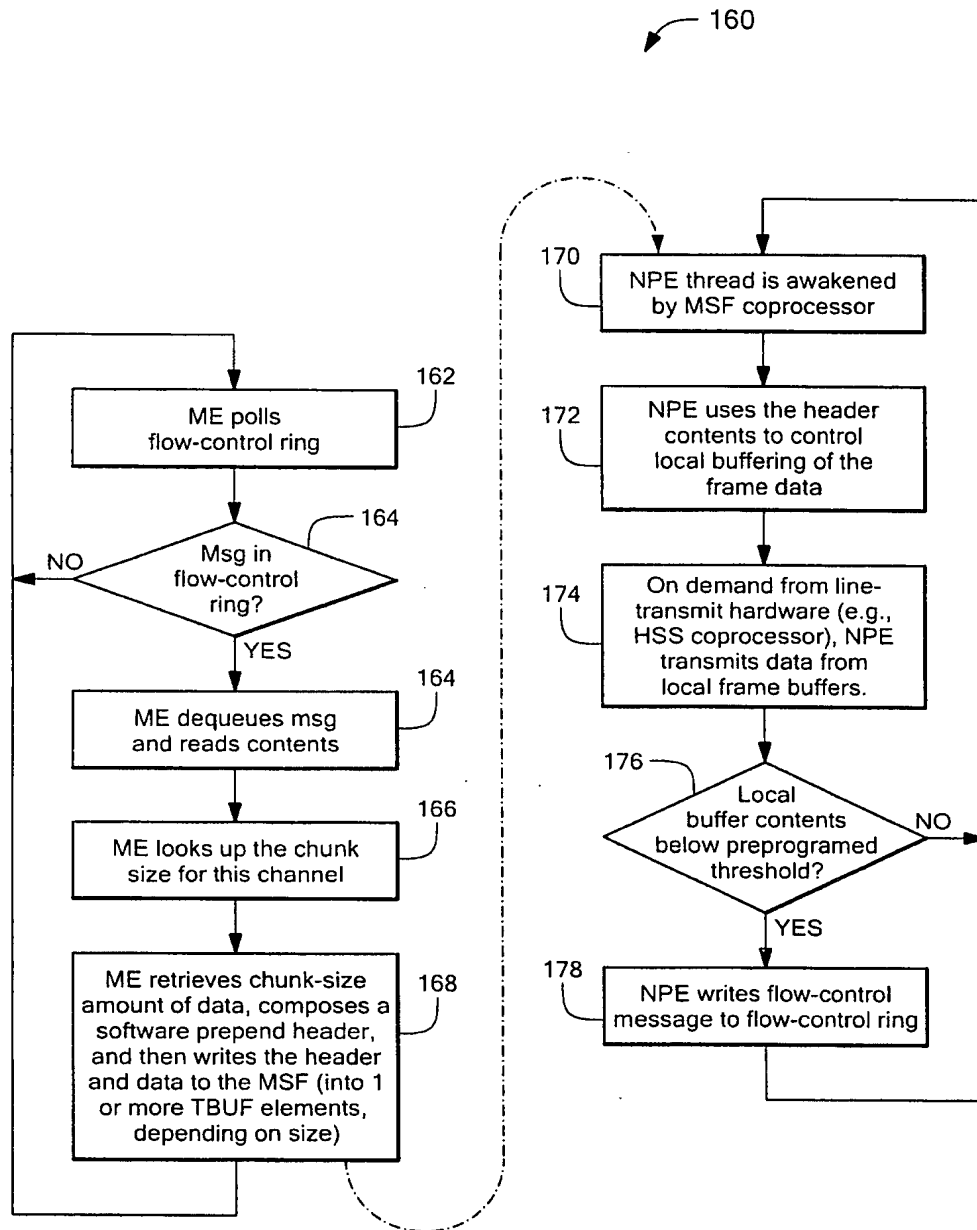 160
ME polls
flow-control ring
162
Msg in
flow-control
ring?
164
NO
YES
ME dequeues msg
and reads contents
164
ME looks up the chunk
size for this channel
166
ME retrieves chunk-size
amount of data, composes a
software prepend header,
and then writes the header
and data to the MSF (into 1
or more TBUF elements,
depending on size)
168
170
NPE thread is awakened
by MSF coprocessor
172
NPE uses the header
contents to control
local buffering of the
frame data
174
On demand from line-
transmit hardware (e.g.,
HSS coprocessor), NPE
transmits data from
local frame buffers.
176
Local
buffer contents
below preprogramed
threshold?
NO
YES
178
NPE writes flow-control
message to flow-control ring